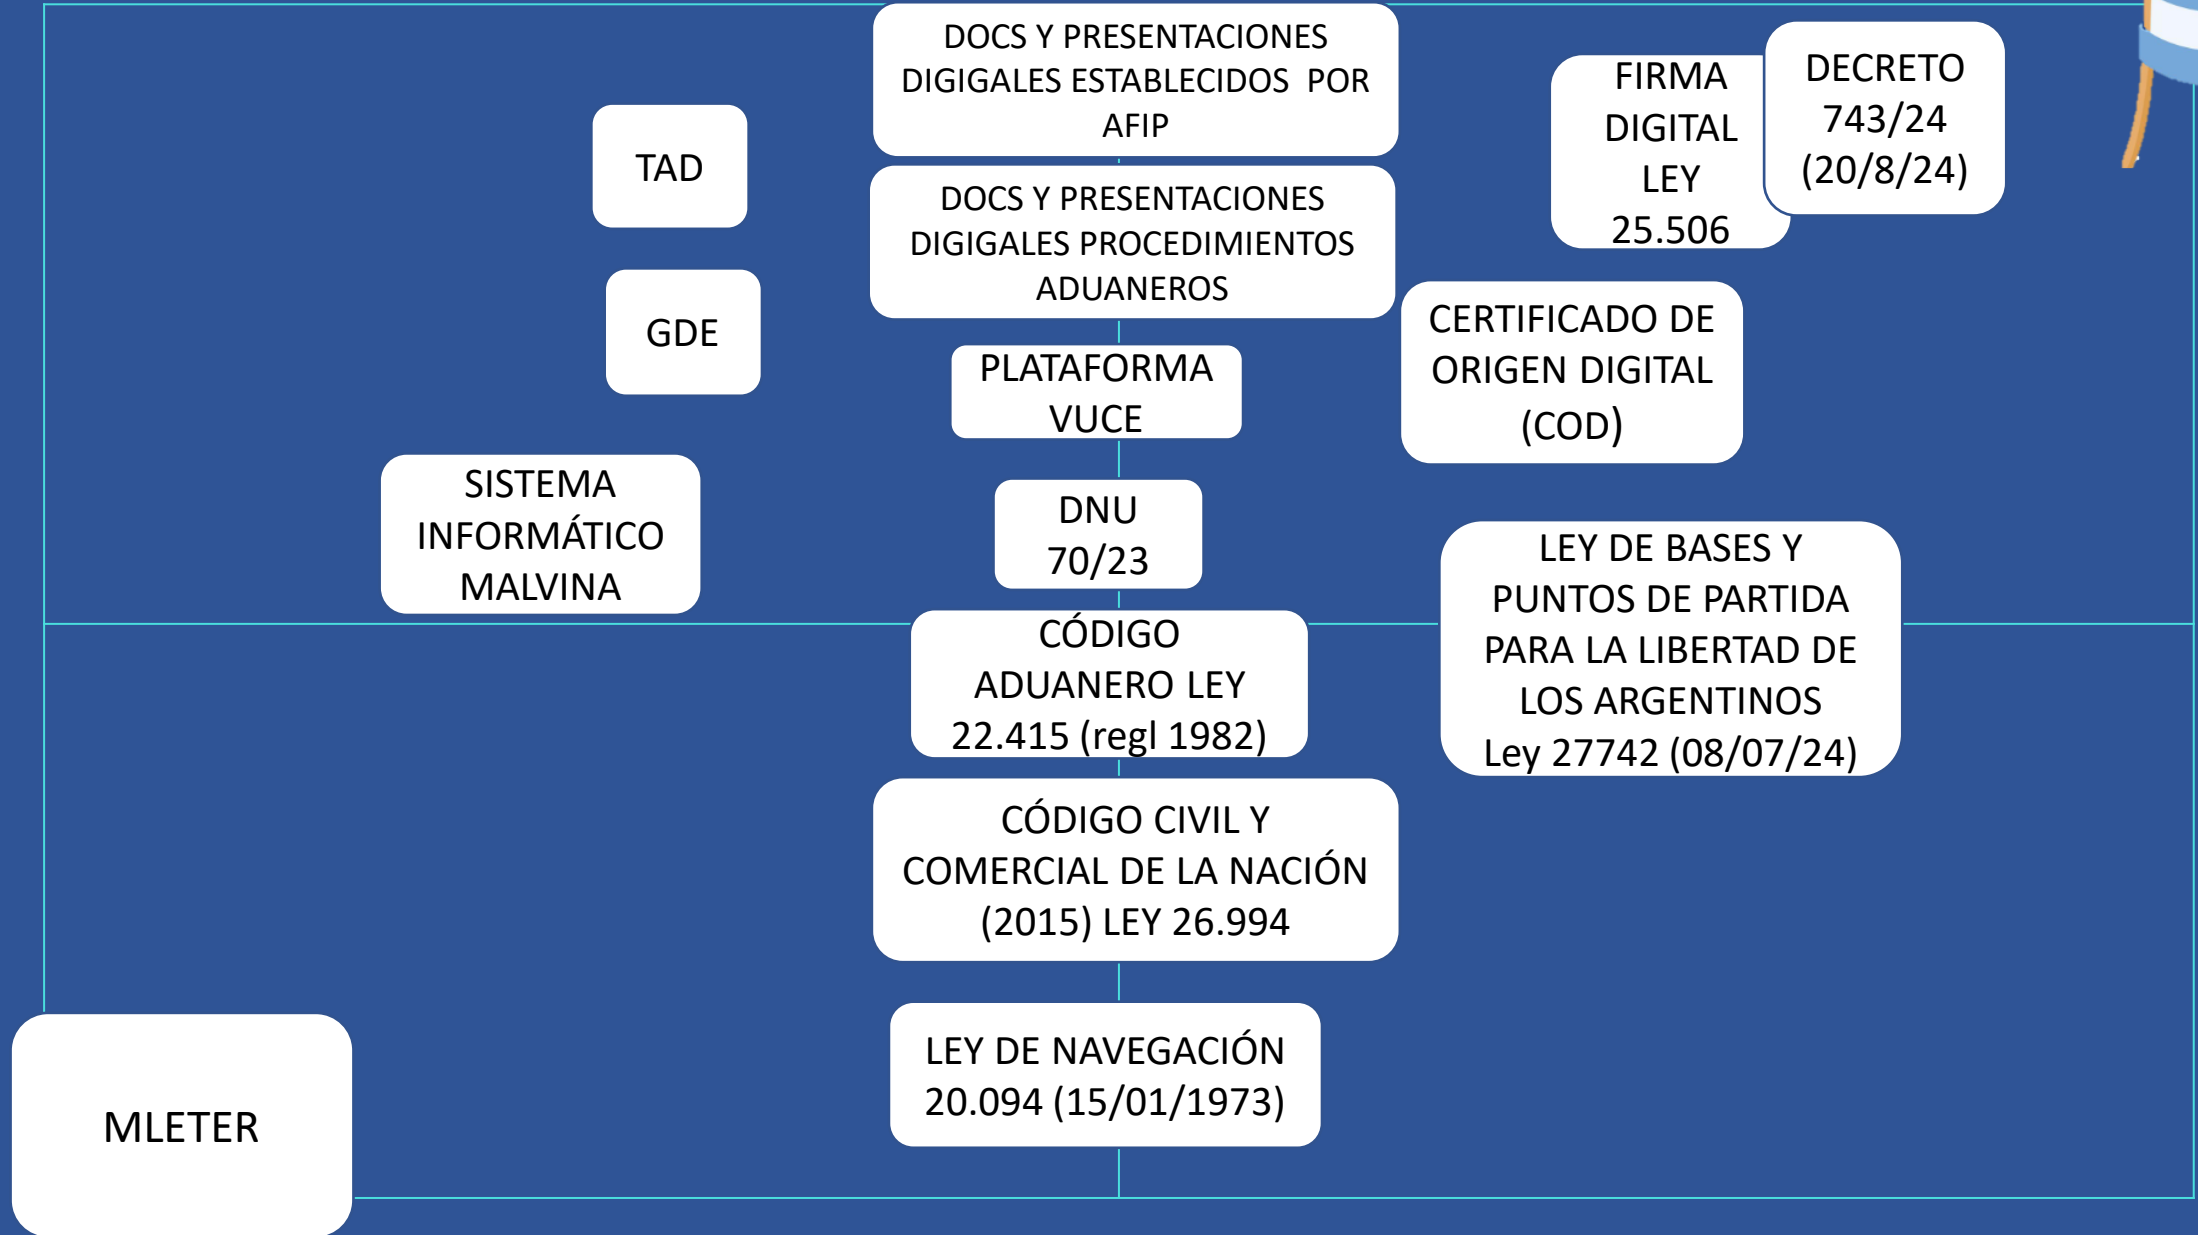 DOCS Y PRESENTACIONES
DIGIGALES ESTABLECIDOS POR
AFIP
FIRMA
DIGITAL
LEY
25.506
DECRETO
743/24
(20/8/24)
TAD
DOCS Y PRESENTACIONES
DIGIGALES PROCEDIMIENTOS
ADUANEROS
GDE
CERTIFICADO DE
ORIGEN DIGITAL
(COD)
PLATAFORMA
VUCE
SISTEMA
INFORMÁTICO
MALVINA
DNU
70/23
LEY DE BASES Y
PUNTOS DE PARTIDA
PARA LA LIBERTAD DE
LOS ARGENTINOS
Ley 27742 (08/07/24)
CÓDIGO
ADUANERO LEY
22.415 (regl 1982)
CÓDIGO CIVIL Y
COMERCIAL DE LA NACIÓN
(2015) LEY 26.994
LEY DE NAVEGACIÓN
20.094 (15/01/1973)
MLETER